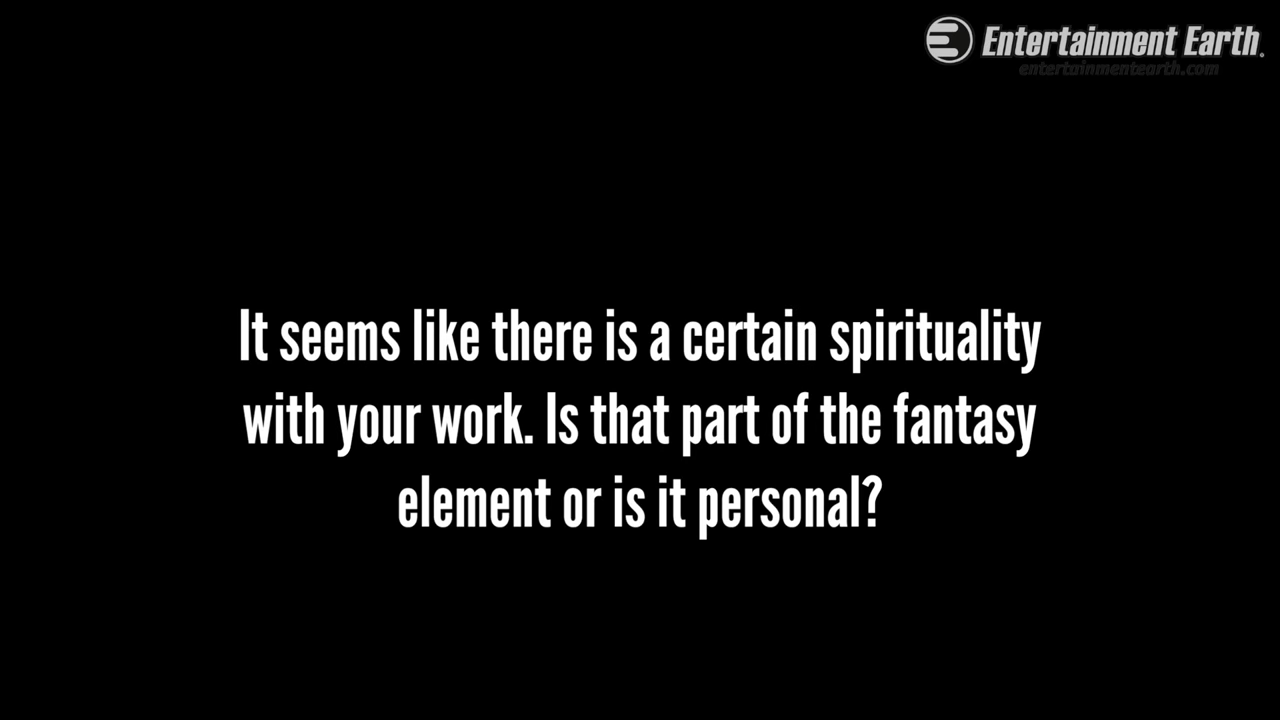 Entertainment Earth
entertainmentearth.com
It seems like there is a certain spirituality
with your work. Is that part of the fantasy
element or is it personal?